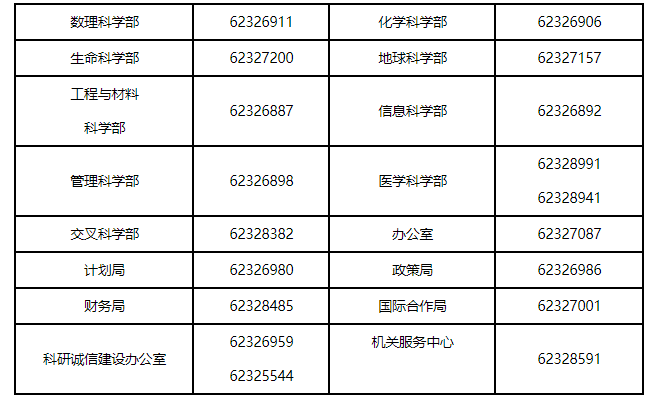 数理科学部 62326911 化学科学部 62326906
生命科学部 62327200 地球科学部 62327157
工程与材料
科学部
62326887 信息科学部 62326892
管理科学部 62326898 医学科学部
62328991
62328941
交叉科学部 62328382 办公室 62327087
计划局 62326980 政策局 62326986
财务局 62328485 国际合作局 62327001
科研诚信建设办公室
62326959
62325544
机关服务中心
62328591